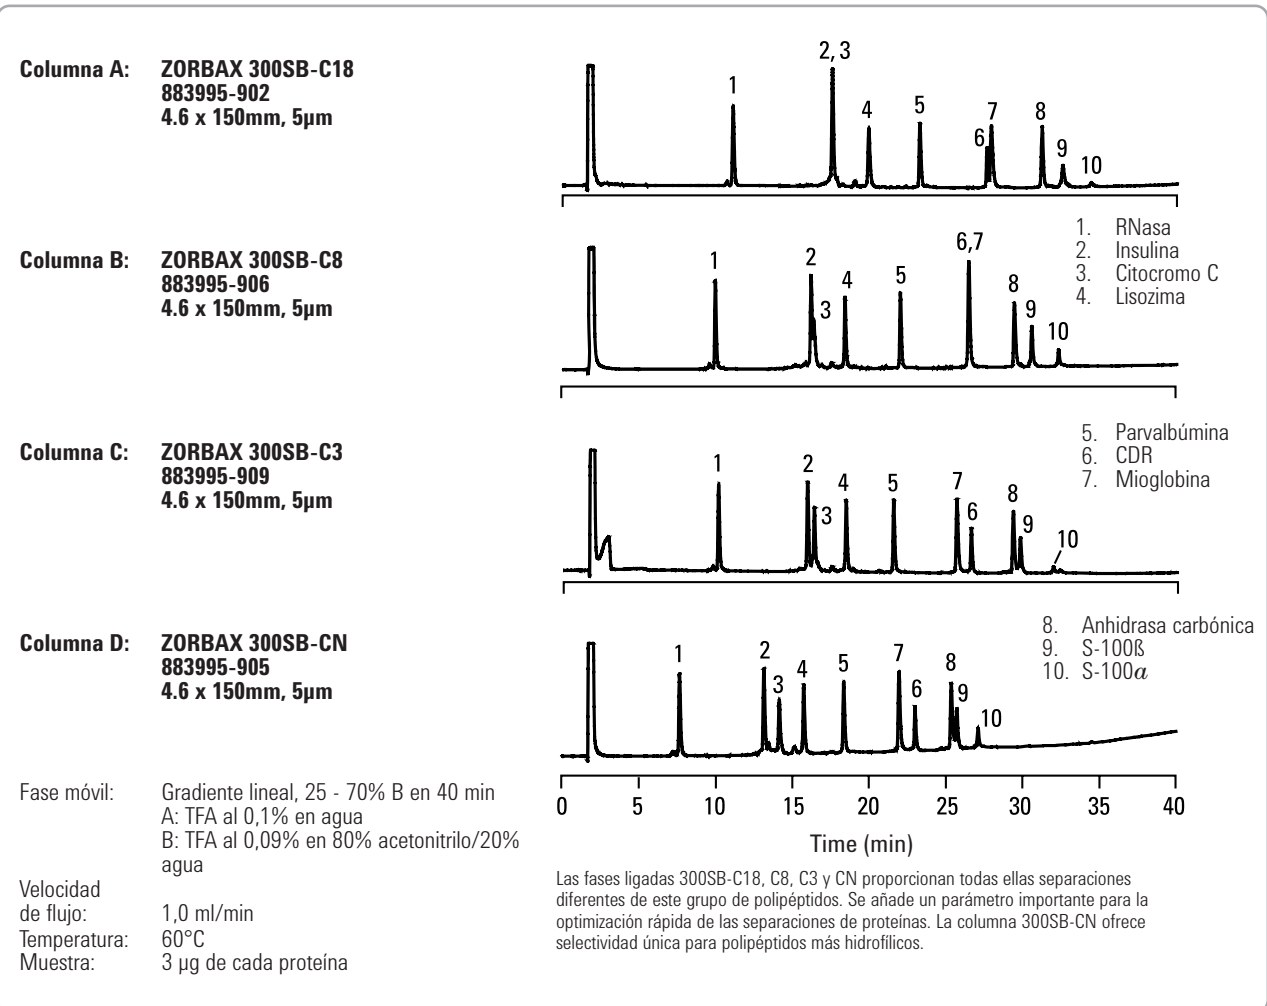 Columna A: ZORBAX 300SB-C18
883995-902
4.6 x 150mm, 5µm
1
2, 3
4
5
6
7
8
9
10
Columna B: ZORBAX 300SB-C8
883995-906
4.6 x 150mm, 5µm
1
2
3
4
5
6,7
8
9
10
1. RNasa
2. Insulina
3. Citocromo C
4. Lisozima
Columna C: ZORBAX 300SB-C3
883995-909
4.6 x 150mm, 5µm
1
2
3
4
5
7
6
8
9
10
5. Parvalbúmina
6. CDR
7. Mioglobina
Columna D: ZORBAX 300SB-CN
883995-905
4.6 x 150mm, 5µm
1
2
3
4
5
7
6
8
9
10
8. Anhidrasa carbónica
9. S-100ß
10. S-100α
0 5 10 15 20 25 30 35 40
Time (min)
Fase móvil: Gradiente lineal, 25 - 70% B en 40 min
A: TFA al 0,1% en agua
B: TFA al 0,09% en 80% acetonitrilo/20%
agua
Velocidad
de flujo: 1,0 ml/min
Temperatura: 60°C
Muestra: 3 µg de cada proteína
Las fases ligadas 300SB-C18, C8, C3 y CN proporcionan todas ellas separaciones
diferentes de este grupo de polipéptidos. Se añade un parámetro importante para la
optimización rápida de las separaciones de proteínas. La columna 300SB-CN ofrece
selectividad única para polipéptidos más hidrofílicos.